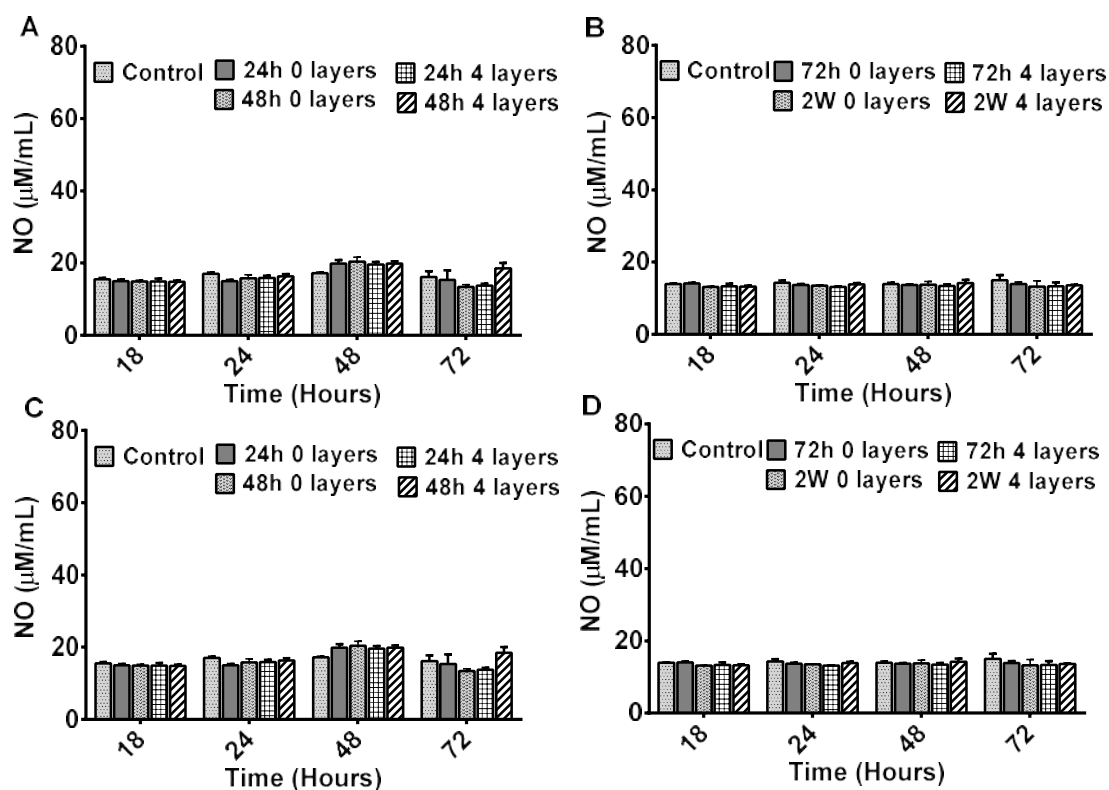 A
80
60
40
20
0
NO (μM/mL)
Control
24h 0 layers
24h 4 layers
48h 0 layers
48h 4 layers
18
24
48
72
Time (Hours)
B
80
60
40
20
0
NO (μM/mL)
Control
72h 0 layers
72h 4 layers
2W 0 layers
2W 4 layers
18
24
48
72
Time (Hours)
C
80
60
40
20
0
NO (μM/mL)
Control
24h 0 layers
24h 4 layers
48h 0 layers
48h 4 layers
18
24
48
72
Time (Hours)
D
80
60
40
20
0
NO (μM/mL)
Control
72h 0 layers
72h 4 layers
2W 0 layers
2W 4 layers
18
24
48
72
Time (Hours)